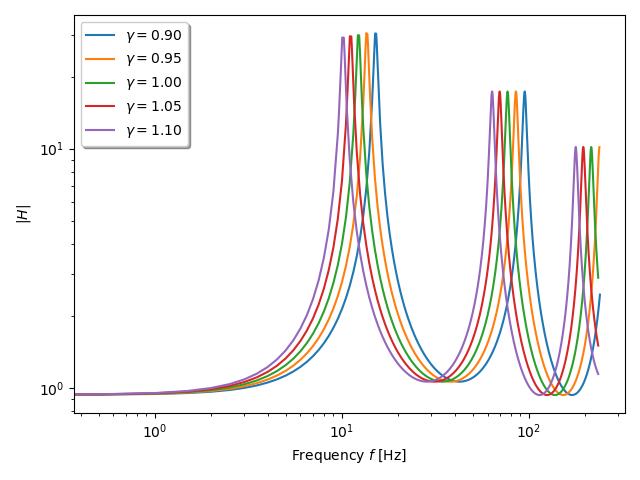 γ = 0.90
γ = 0.95
γ = 1.00
γ = 1.05
γ = 1.10
|H|
10¹
10⁰
10⁰ 10¹ 10²
Frequency f [Hz]